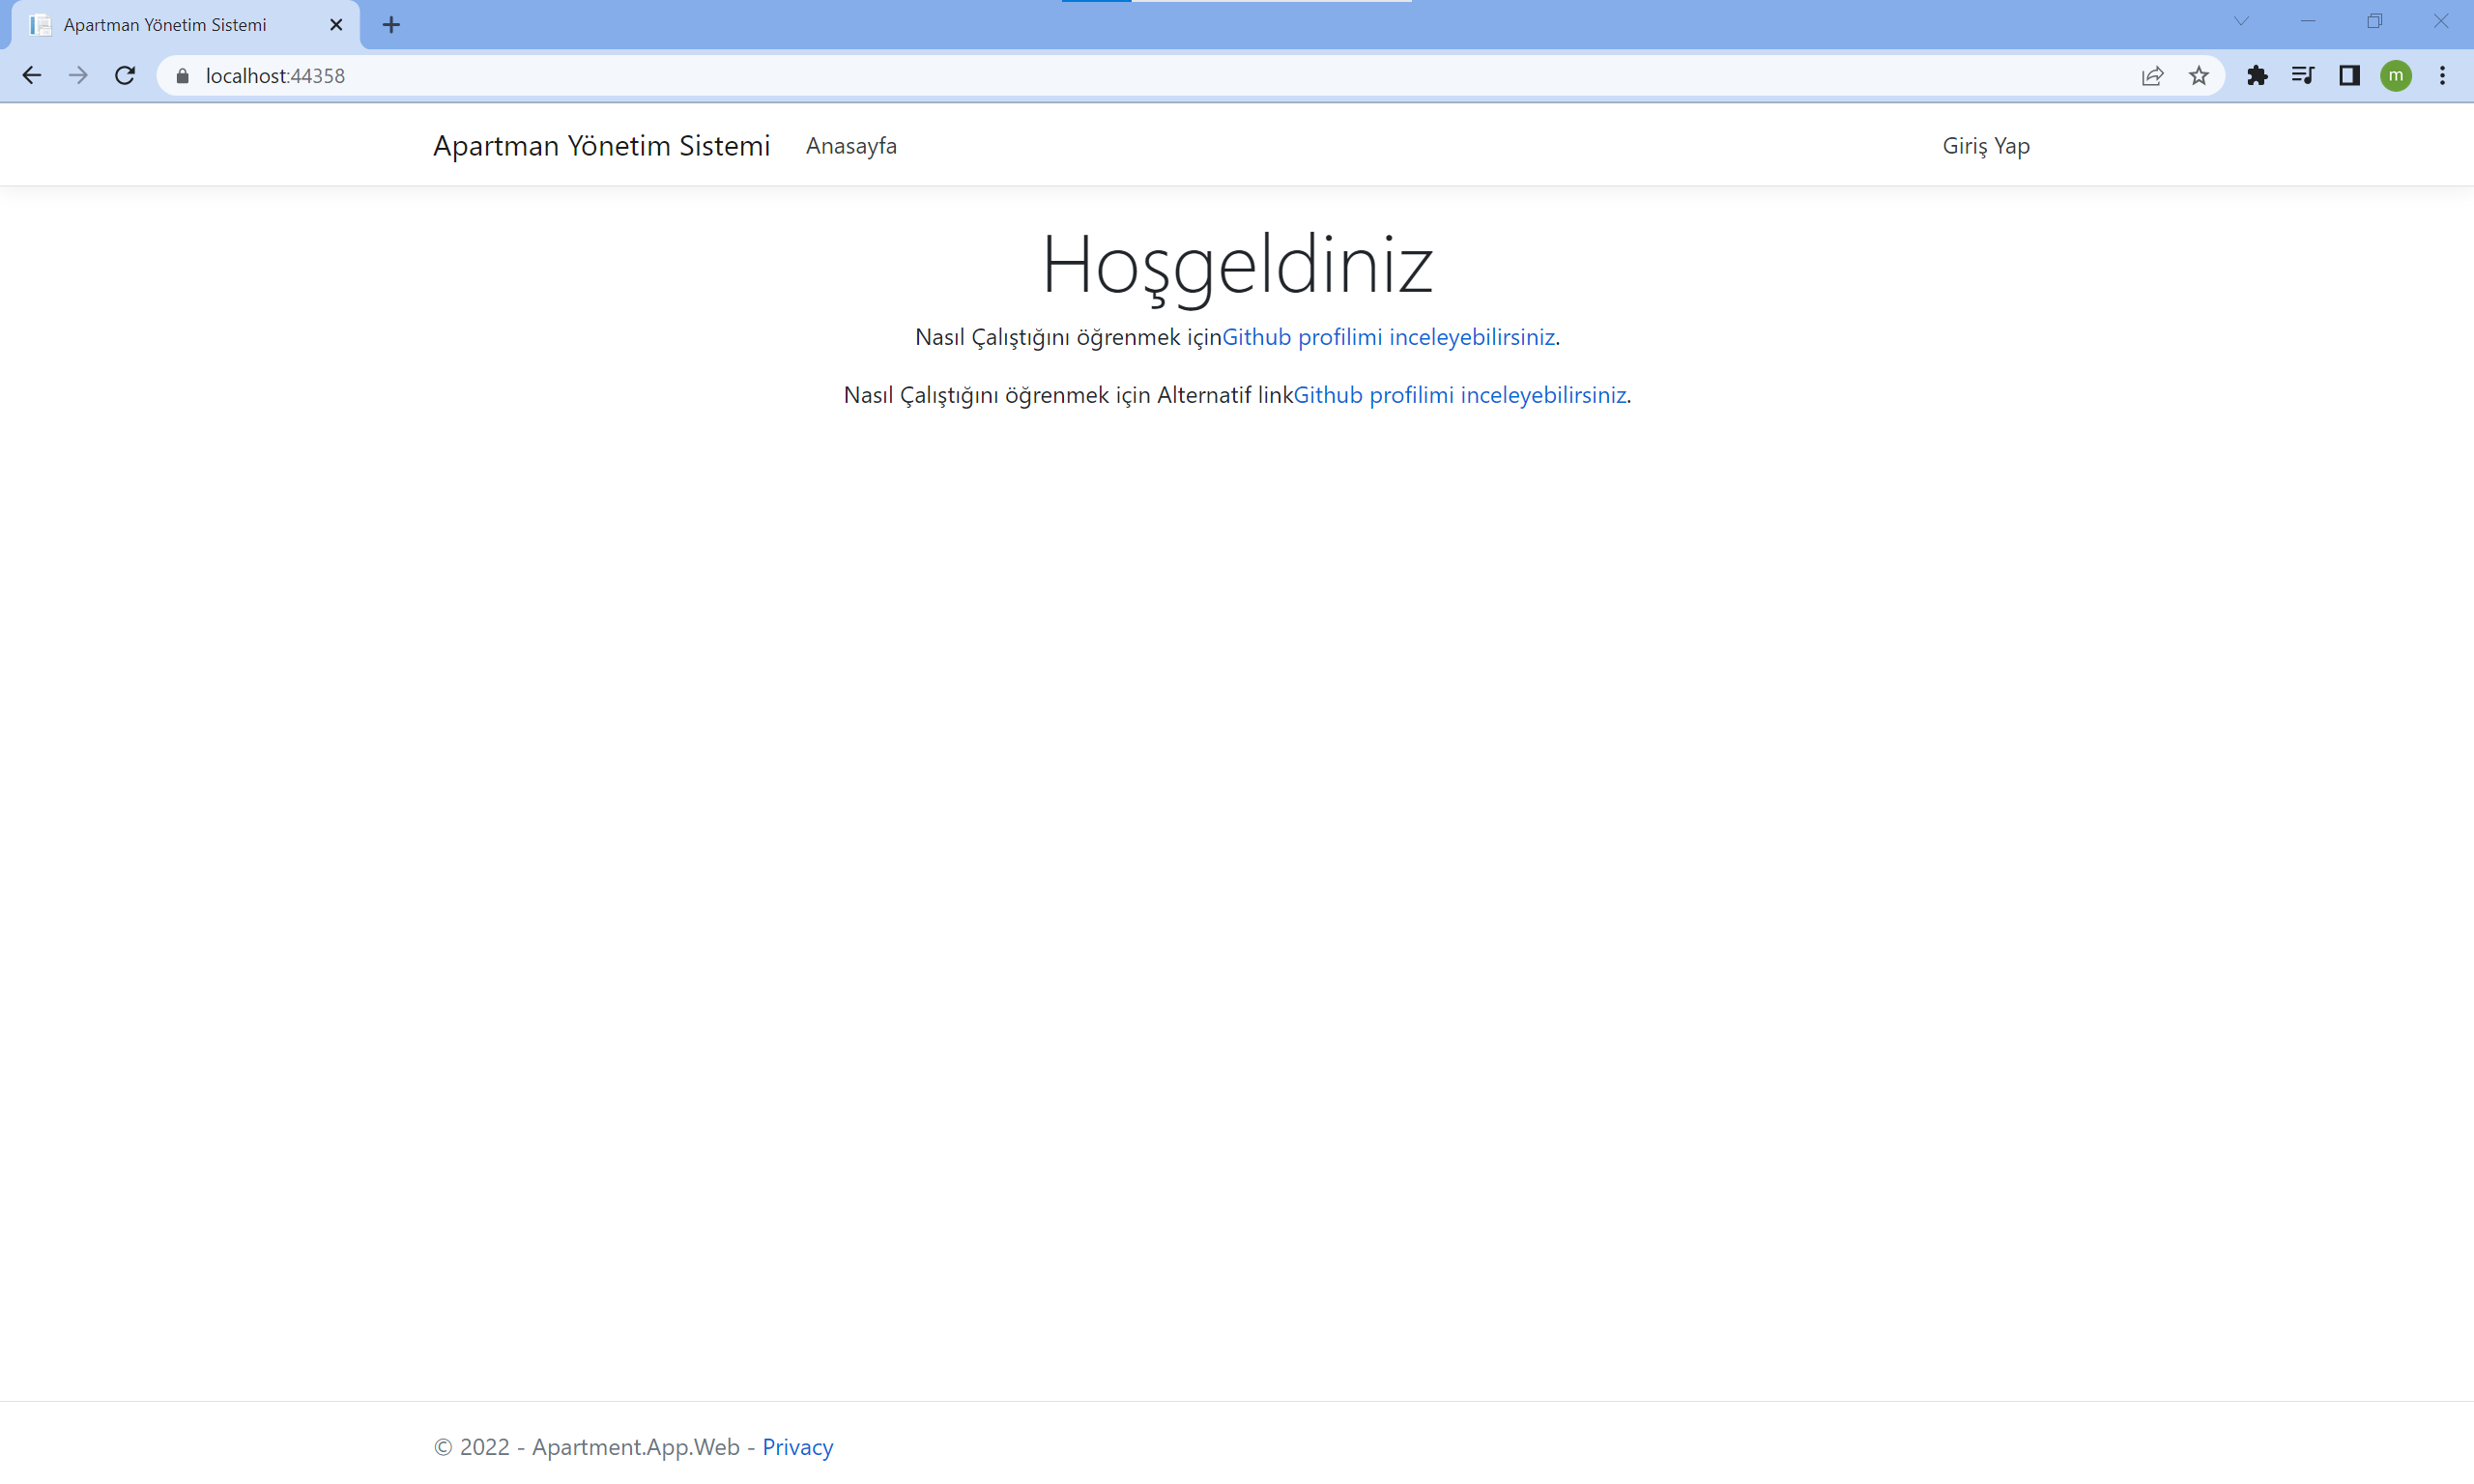 Apartman Yönetim Sistemi
localhost:44358
m
Apartman Yönetim Sistemi Anasayfa Giriş Yap
Hoşgeldiniz
Nasıl Çalıştığını öğrenmek içinGithub profilimi inceleyebilirsiniz.
Nasıl Çalıştığını öğrenmek için Alternatif linkGithub profilimi inceleyebilirsiniz.
© 2022 - Apartment.App.Web - Privacy